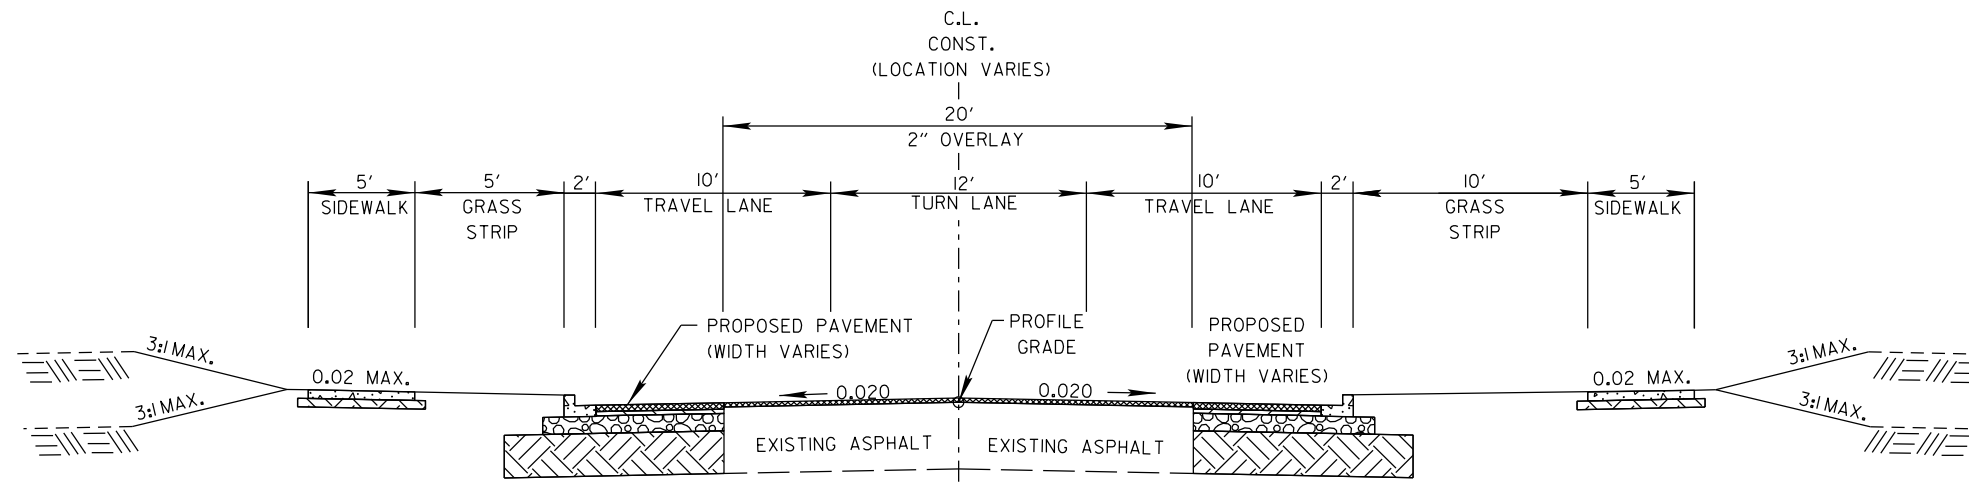 C.L.
CONST.
(LOCATION VARIES)
20'
2" OVERLAY
5'
SIDEWALK
5'
GRASS
STRIP
2'
10'
TRAVEL LANE
12'
TURN LANE
10'
TRAVEL LANE
2'
10'
GRASS
STRIP
5'
SIDEWALK
PROPOSED PAVEMENT
(WIDTH VARIES)
PROFILE
GRADE
PROPOSED
PAVEMENT
(WIDTH VARIES)
3:1 MAX.
3:1 MAX.
0.02 MAX.
0.020
0.020
0.02 MAX.
3:1 MAX.
3:1 MAX.
EXISTING ASPHALT
EXISTING ASPHALT